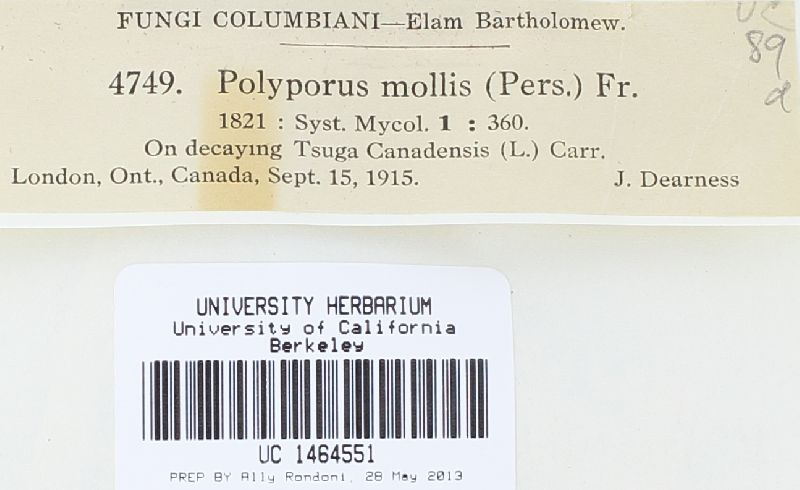 FUNGI COLUMBIANI—Elam Bartholomew.
UC
89
d
4749. Polyporus mollis (Pers.) Fr.
1821 : Syst. Mycol. 1 : 360.
On decaying Tsuga Canadensis (L.) Carr.
London, Ont., Canada, Sept. 15, 1915. J. Dearness
UNIVERSITY HERBARIUM
University of California
Berkeley
UC 1464551
PREP BY Ally Rondoni, 28 May 2013